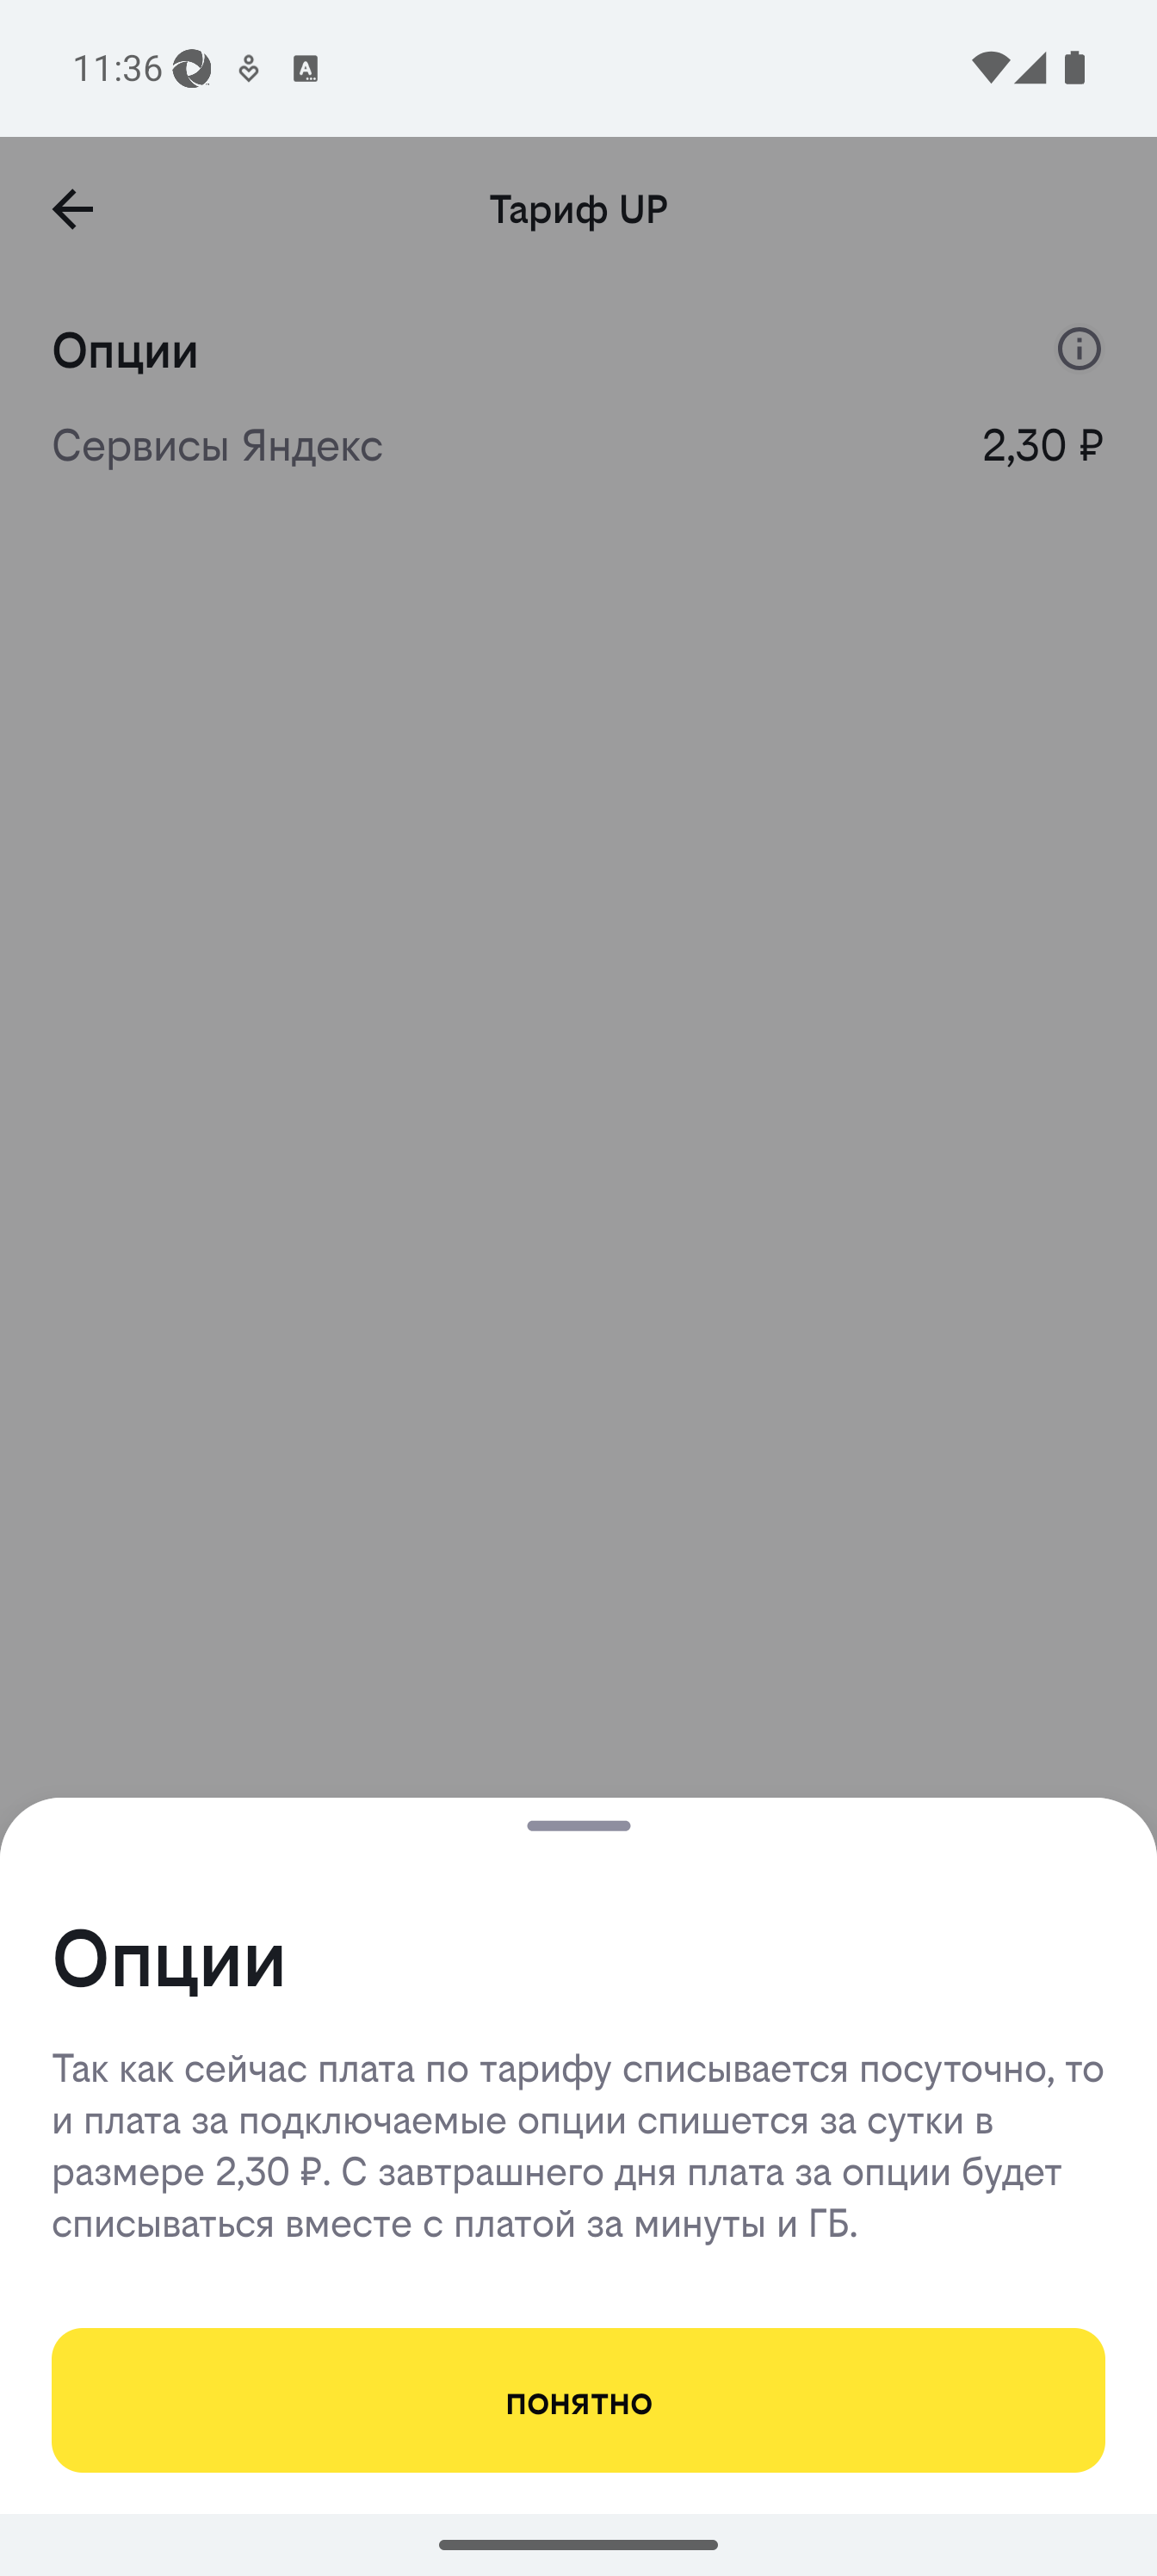 11:36
Тариф UP
Опции
Сервисы Яндекс 2,30 ₽
Опции
Так как сейчас плата по тарифу списывается посуточно, то
и плата за подключаемые опции спишется за сутки в
размере 2,30 ₽. С завтрашнего дня плата за опции будет
списываться вместе с платой за минуты и ГБ.
понятно